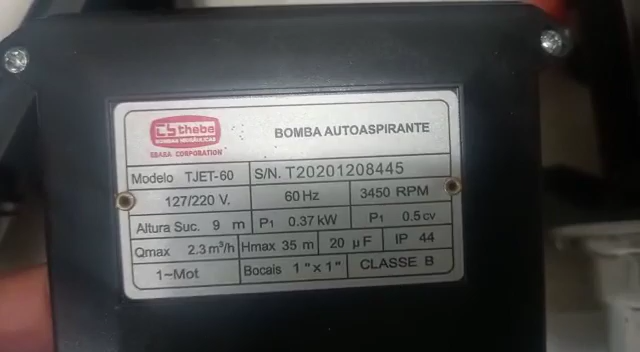 theba
BOMBAS HIDRÁULICAS
EBABA CORPORATION
BOMBA AUTOASPIRANTE
Modelo TJET-60 S/N. T20201208445
127/220 V. 60 Hz 3450 RPM
Altura Suc. 9 m P1 0.37 kW P1 0.5 cv
Qmax 2.3 m³/h Hmax 35 m 20 µF IP 44
1~Mot Bocais 1" x 1" CLASSE B